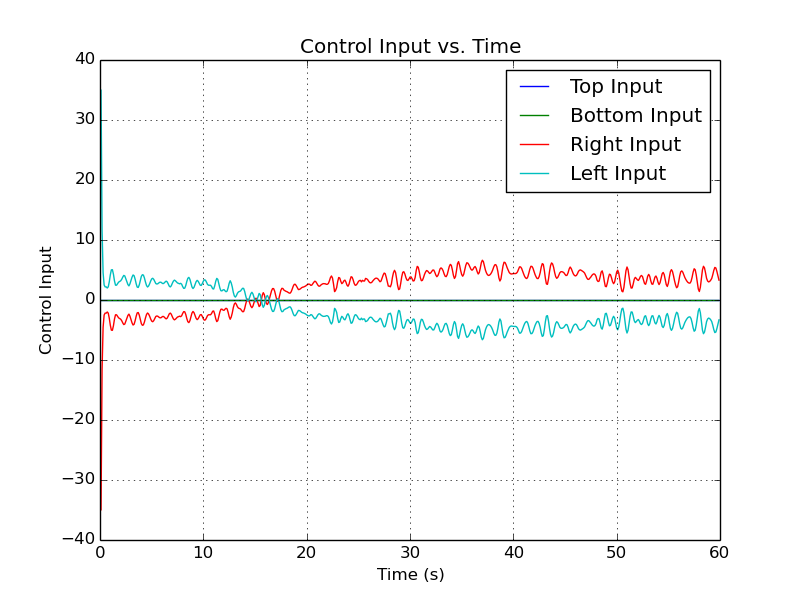 Control Input vs. Time
40
30
20
10
0
−10
−20
−30
−40
Control Input
Top Input
Bottom Input
Right Input
Left Input
0 10 20 30 40 50 60
Time (s)